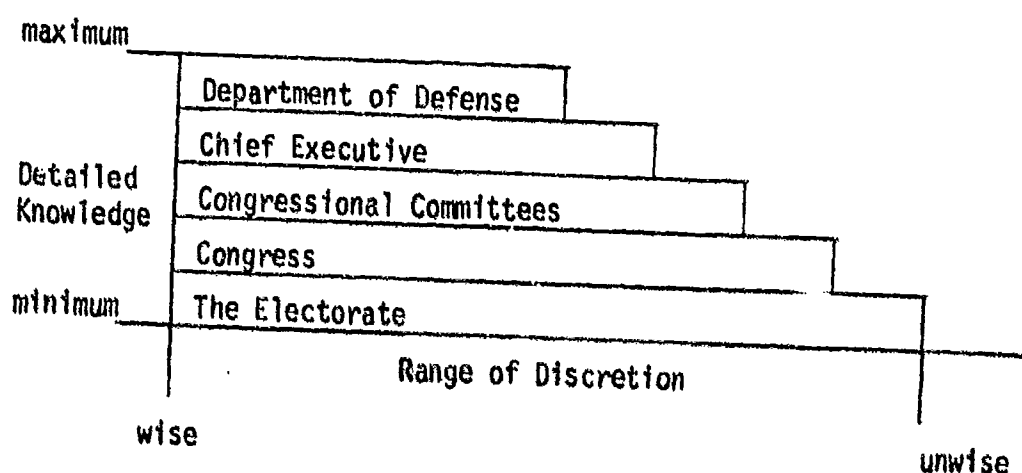 maximum
Department of Defense
Chief Executive
Detailed
Knowledge
Congressional Committees
Congress
minimum
The Electorate
Range of Discretion
wise
unwise